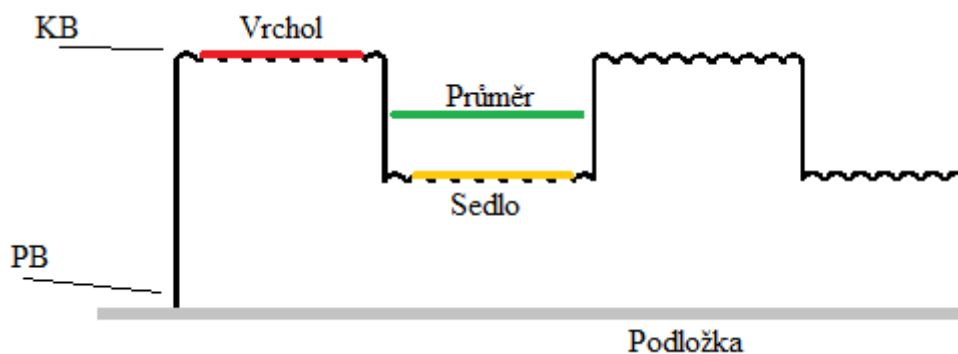 KB
Vrchol
Průměr
Sedlo
PB
Podložka